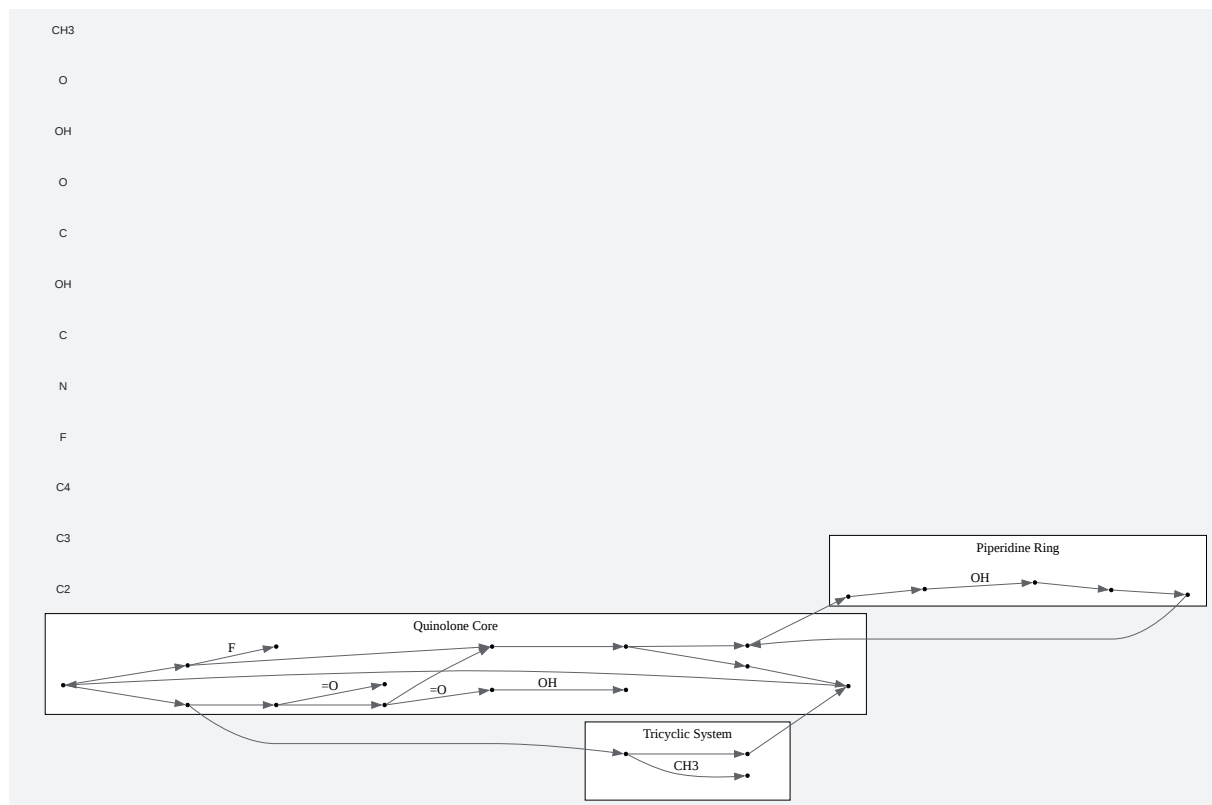 CH3
O
OH
O
C
OH
C
N
F
C4
C3
Piperidine Ring
OH
C2
Quinolone Core
F
=O
=O
OH
Tricyclic System
CH3